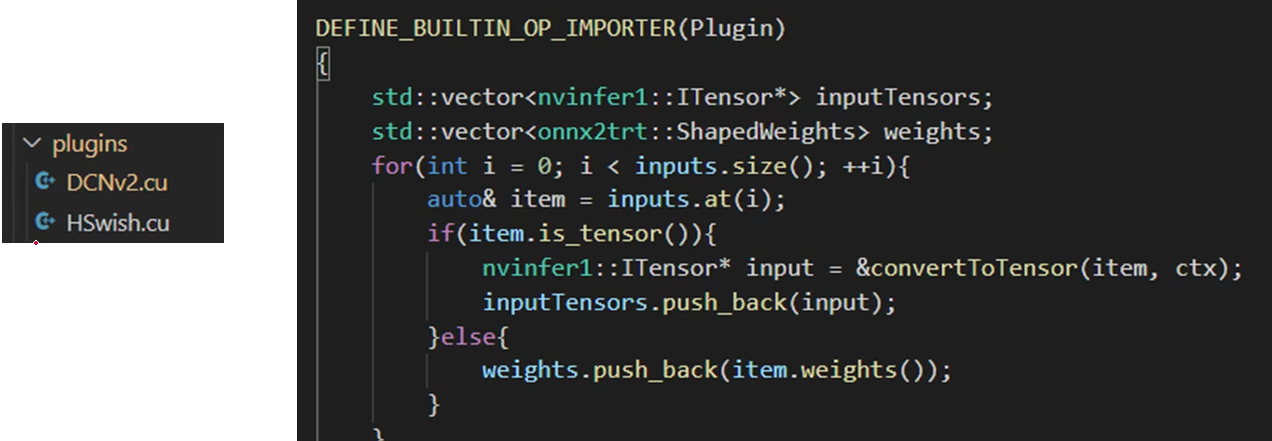 plugins
DCNv2.cu
HSwish.cu
DEFINE_BUILTIN_OP_IMPORTER(Plugin)
{
std::vector<nvinfer1::ITensor*> inputTensors;
std::vector<onnx2trt::ShapedWeights> weights;
for(int i = 0; i < inputs.size(); ++i){
auto& item = inputs.at(i);
if(item.is_tensor()){
nvinfer1::ITensor* input = &convertToTensor(item, ctx);
inputTensors.push_back(input);
}else{
weights.push_back(item.weights());
}
}